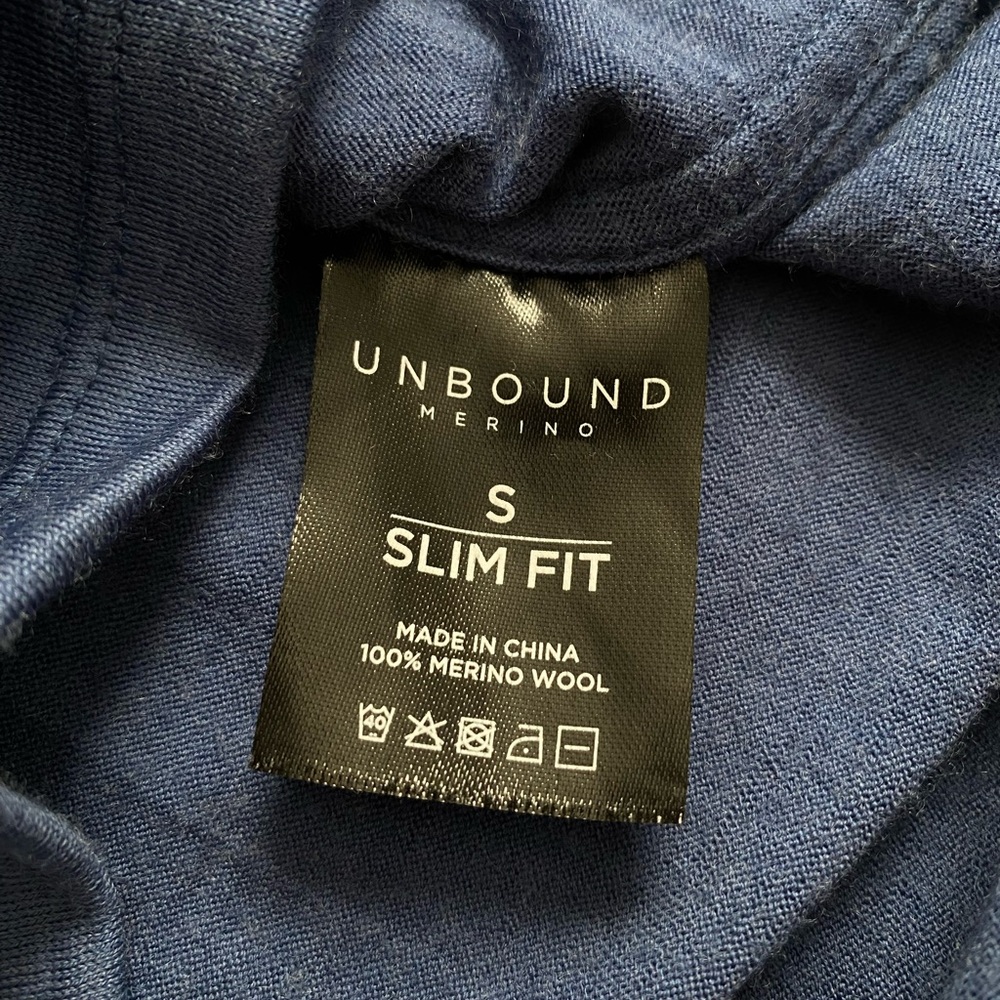 UNBOUND
MERINO
S
SLIM FIT
MADE IN CHINA
100% MERINO WOOL
40